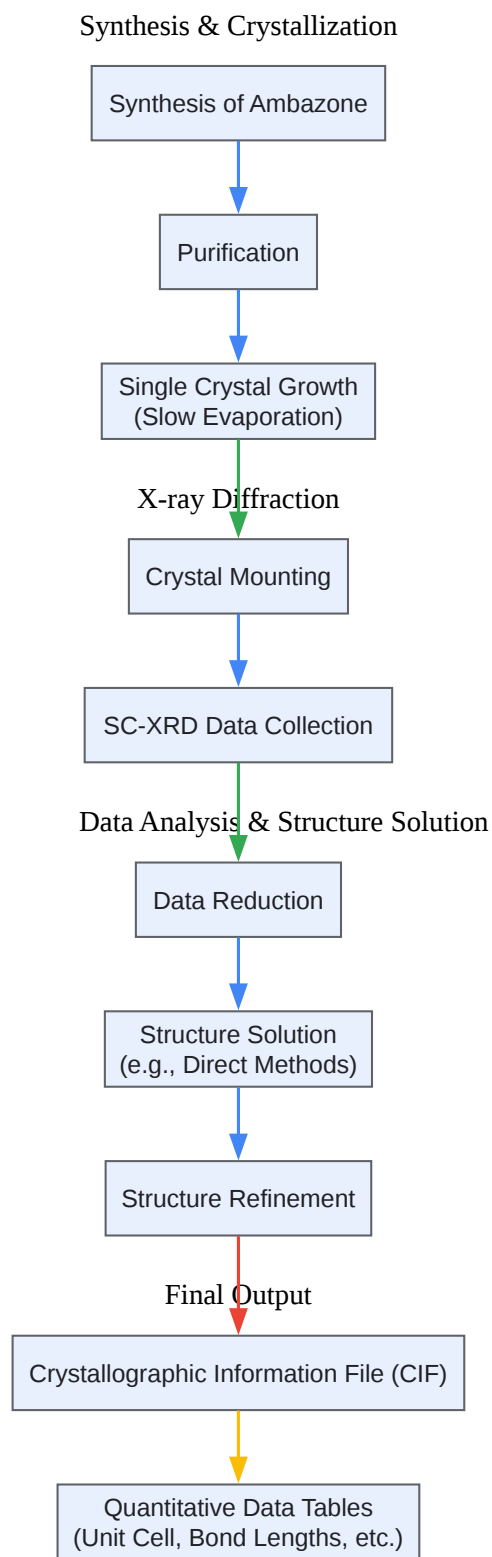 Synthesis & Crystallization
Synthesis of Ambazone
Purification
Single Crystal Growth
(Slow Evaporation)
X-ray Diffraction
Crystal Mounting
SC-XRD Data Collection
Data Analysis & Structure Solution
Data Reduction
Structure Solution
(e.g., Direct Methods)
Structure Refinement
Final Output
Crystallographic Information File (CIF)
Quantitative Data Tables
(Unit Cell, Bond Lengths, etc.)